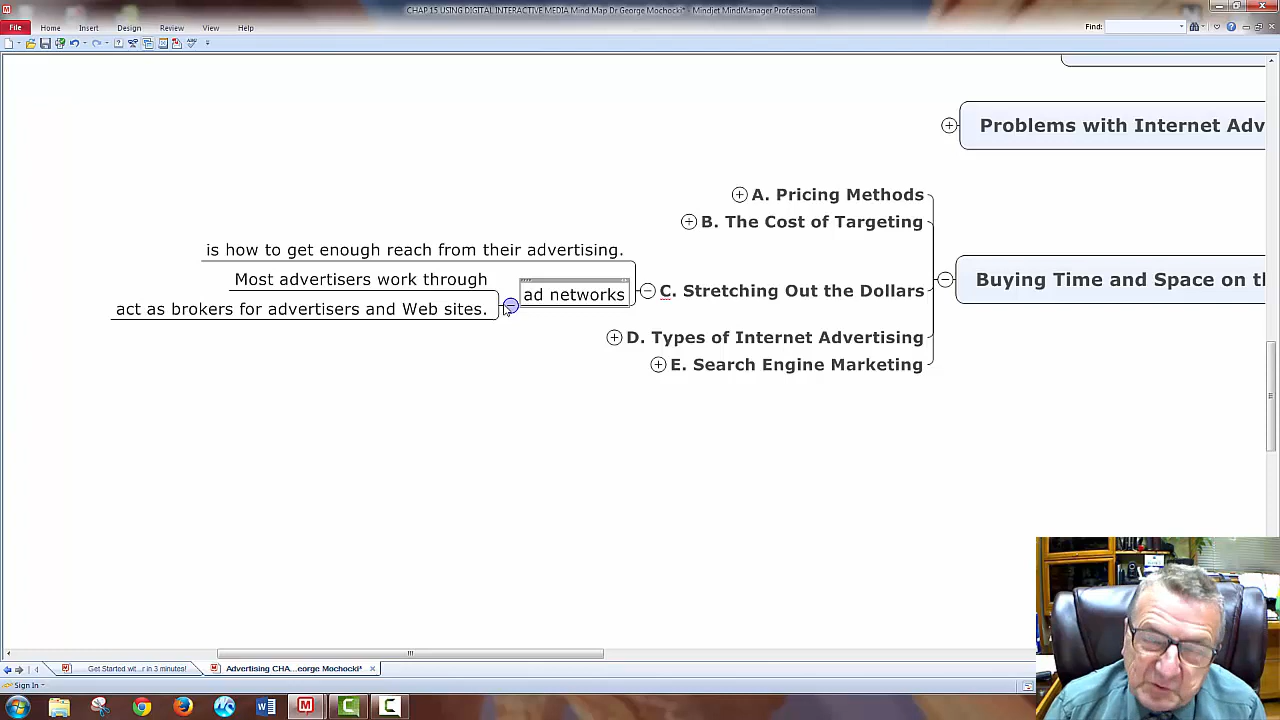 CHAP 15 USING DIGITAL INTERACTIVE MEDIA Mind Map Dr George Mochocki* - Mindjet MindManager Professional
File Home Insert Design Review View Help Find:
Problems with Internet Adv
A. Pricing Methods
B. The Cost of Targeting
is how to get enough reach from their advertising.
Most advertisers work through
ad networks
act as brokers for advertisers and Web sites.
C. Stretching Out the Dollars
Buying Time and Space on th
D. Types of Internet Advertising
E. Search Engine Marketing
Get Started wit...r in 3 minutes!
Advertising CHA...eorge Mochocki*
Sign In